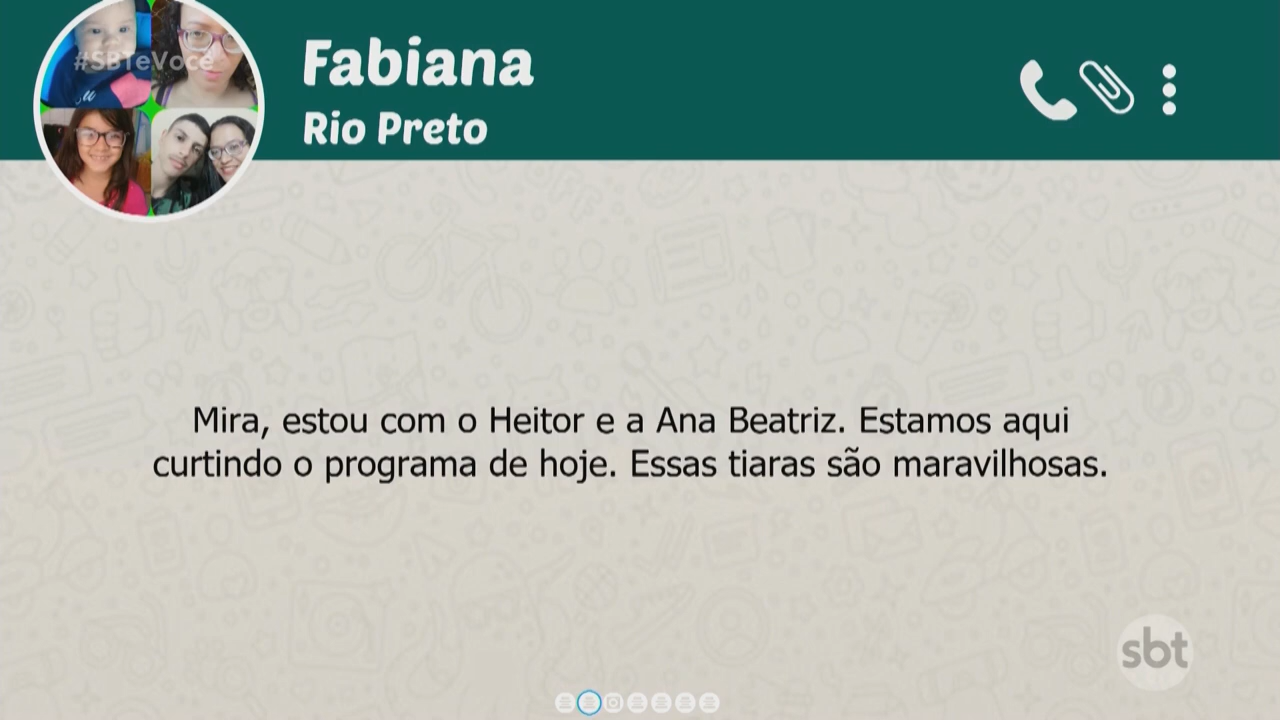 #SBTeVocê
Fabiana
Rio Preto
Mira, estou com o Heitor e a Ana Beatriz. Estamos aqui
curtindo o programa de hoje. Essas tiaras são maravilhosas.
sbt